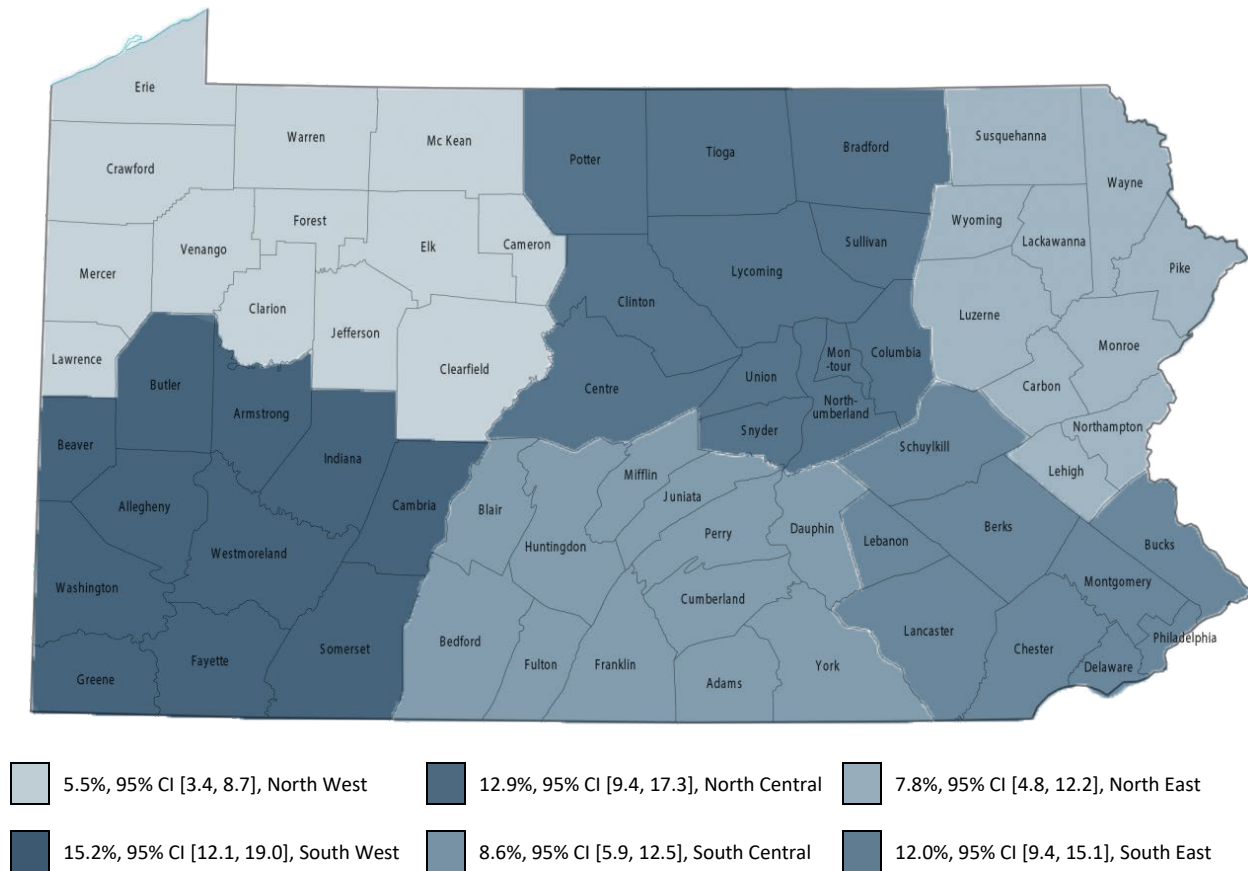 Erie
Warren
Mc Kean
Crawford
Potter
Tioga
Bradford
Susquehanna
Wayne
Forest
Venango
Elk
Cameron
Mercer
Clarion
Jefferson
Lawrence
Clearfield
Clinton
Lycoming
Sullivan
Wyoming
Lackawanna
Pike
Luzerne
Monroe
Columbia
Mon
-tour
Union
Centre
North-
umberland
Snyder
Carbon
Northampton
Lehigh
Schuylkill
Butler
Armstrong
Beaver
Indiana
Allegheny
Cambria
Westmoreland
Washington
Greene
Fayette
Somerset
Blair
Huntingdon
Mifflin
Juniata
Perry
Dauphin
Cumberland
Bedford
Fulton
Franklin
Adams
York
Lebanon
Berks
Bucks
Montgomery
Lancaster
Chester
Delaware
Philadelphia
5.5%, 95% CI [3.4, 8.7], North West
12.9%, 95% CI [9.4, 17.3], North Central
7.8%, 95% CI [4.8, 12.2], North East
15.2%, 95% CI [12.1, 19.0], South West
8.6%, 95% CI [5.9, 12.5], South Central
12.0%, 95% CI [9.4, 15.1], South East